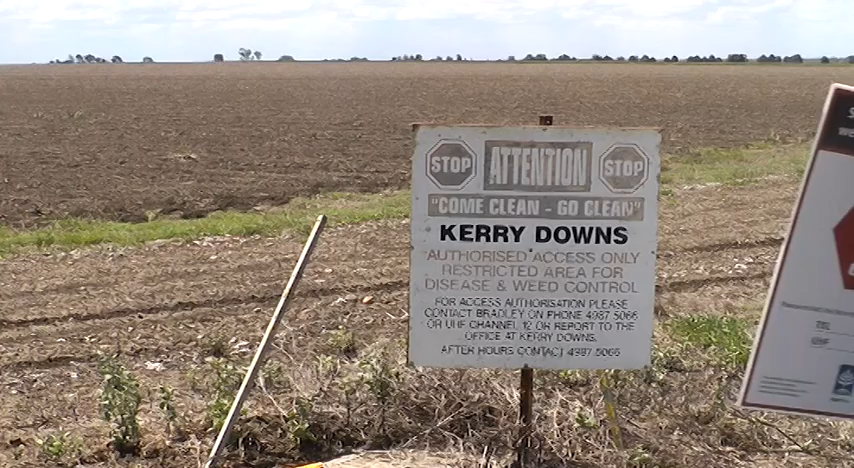 STOP ATTENTION STOP
"COME CLEAN - GO CLEAN"
KERRY DOWNS
AUTHORISED ACCESS ONLY
RESTRICTED AREA FOR
DISEASE & WEED CONTROL
FOR ACCESS AUTHORISATION PLEASE
CONTACT BRADLEY ON PHONE 4987 5066
OR UHF CHANNEL 12 OR REPORT TO THE
OFFICE AT KERRY DOWNS.
AFTER HOURS CONTACT 4987 5066
UHF